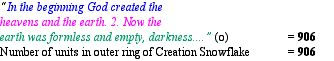 “In the beginning God created the
heavens and the earth. 2. Now the
earth was formless and empty, darkness....” (o) = 906
Number of units in outer ring of Creation Snowflake = 906